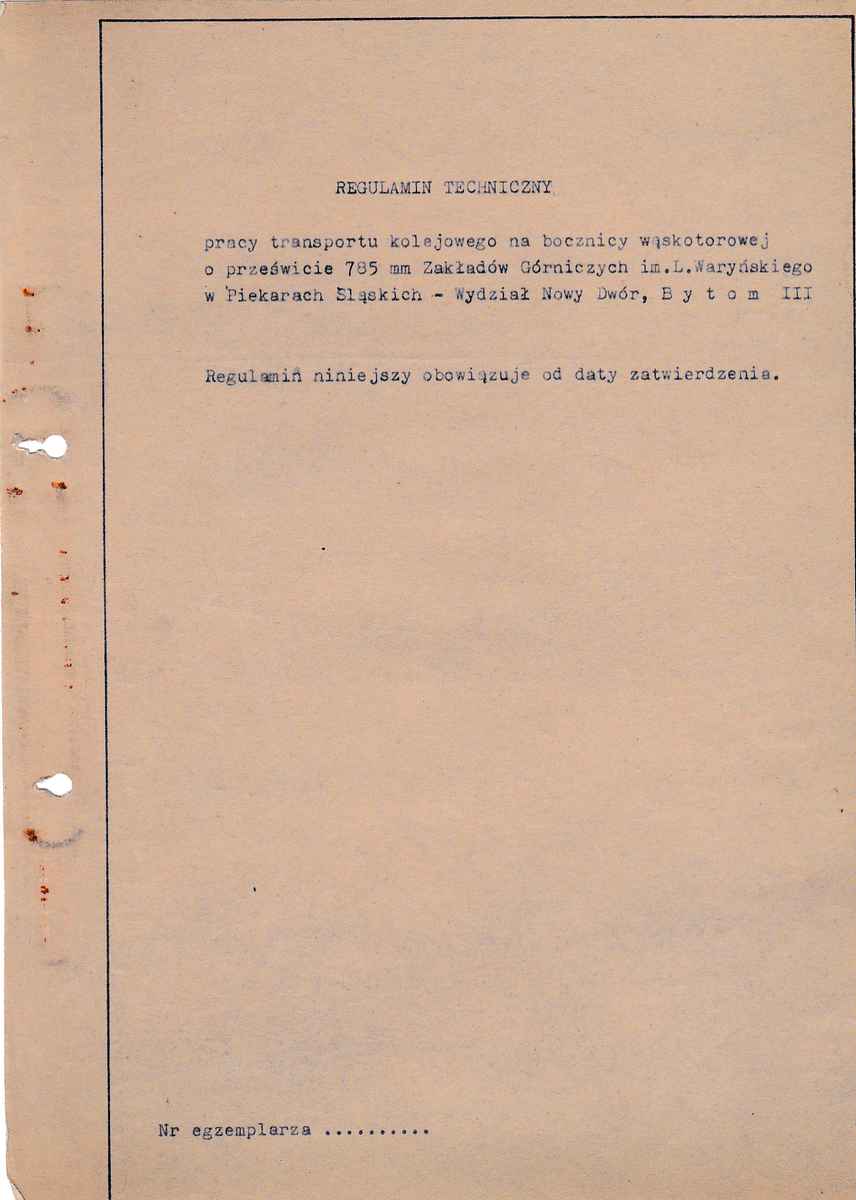 REGULAMIN TECHNICZNY
pracy transportu kolejowego na bocznicy wąskotorowej
o prześwicie 785 mm Zakładów Górniczych im.L.Waryńskiego
w Piekarach Śląskich - Wydział Nowy Dwór, B y t o m III
Regulamin niniejszy obowiązuje od daty zatwierdzenia.
Nr egzemplarza ..........